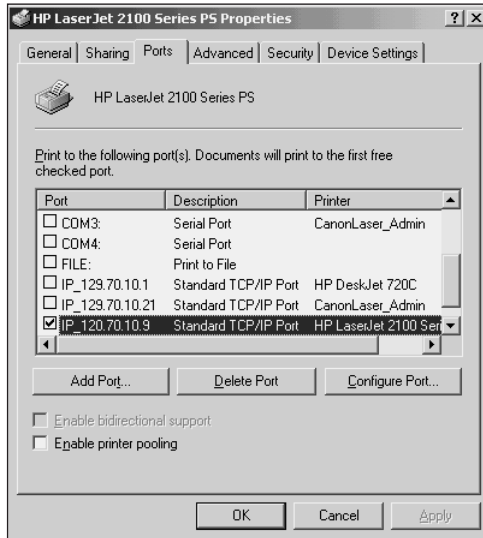 HP LaserJet 2100 Series PS Properties
General Sharing Ports Advanced Security Device Settings
HP LaserJet 2100 Series PS
Print to the following port(s). Documents will print to the first free
checked port.
Port Description Printer
COM3: Serial Port CanonLaser_Admin
COM4: Serial Port
FILE: Print to File
IP_129.70.10.1 Standard TCP/IP Port HP DeskJet 720C
IP_129.70.10.21 Standard TCP/IP Port CanonLaser_Admin
IP_120.70.10.9 Standard TCP/IP Port HP LaserJet 2100 Seri
Add Port... Delete Port Configure Port...
Enable bidirectional support
Enable printer pooling
OK Cancel Apply